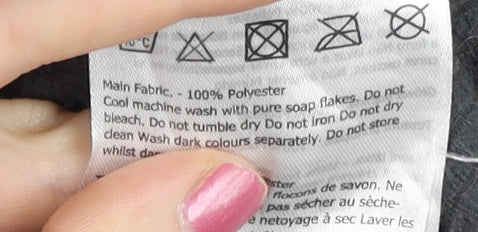 Main Fabric. - 100% Polyester
Cool machine wash with pure soap flakes. Do not
bleach. Do not tumble dry Do not iron Do not dry
clean Wash dark colours separately. Do not store
whilst
flocons de savon. Ne
pas sécher au sèche-
netoyage à sec Laver les